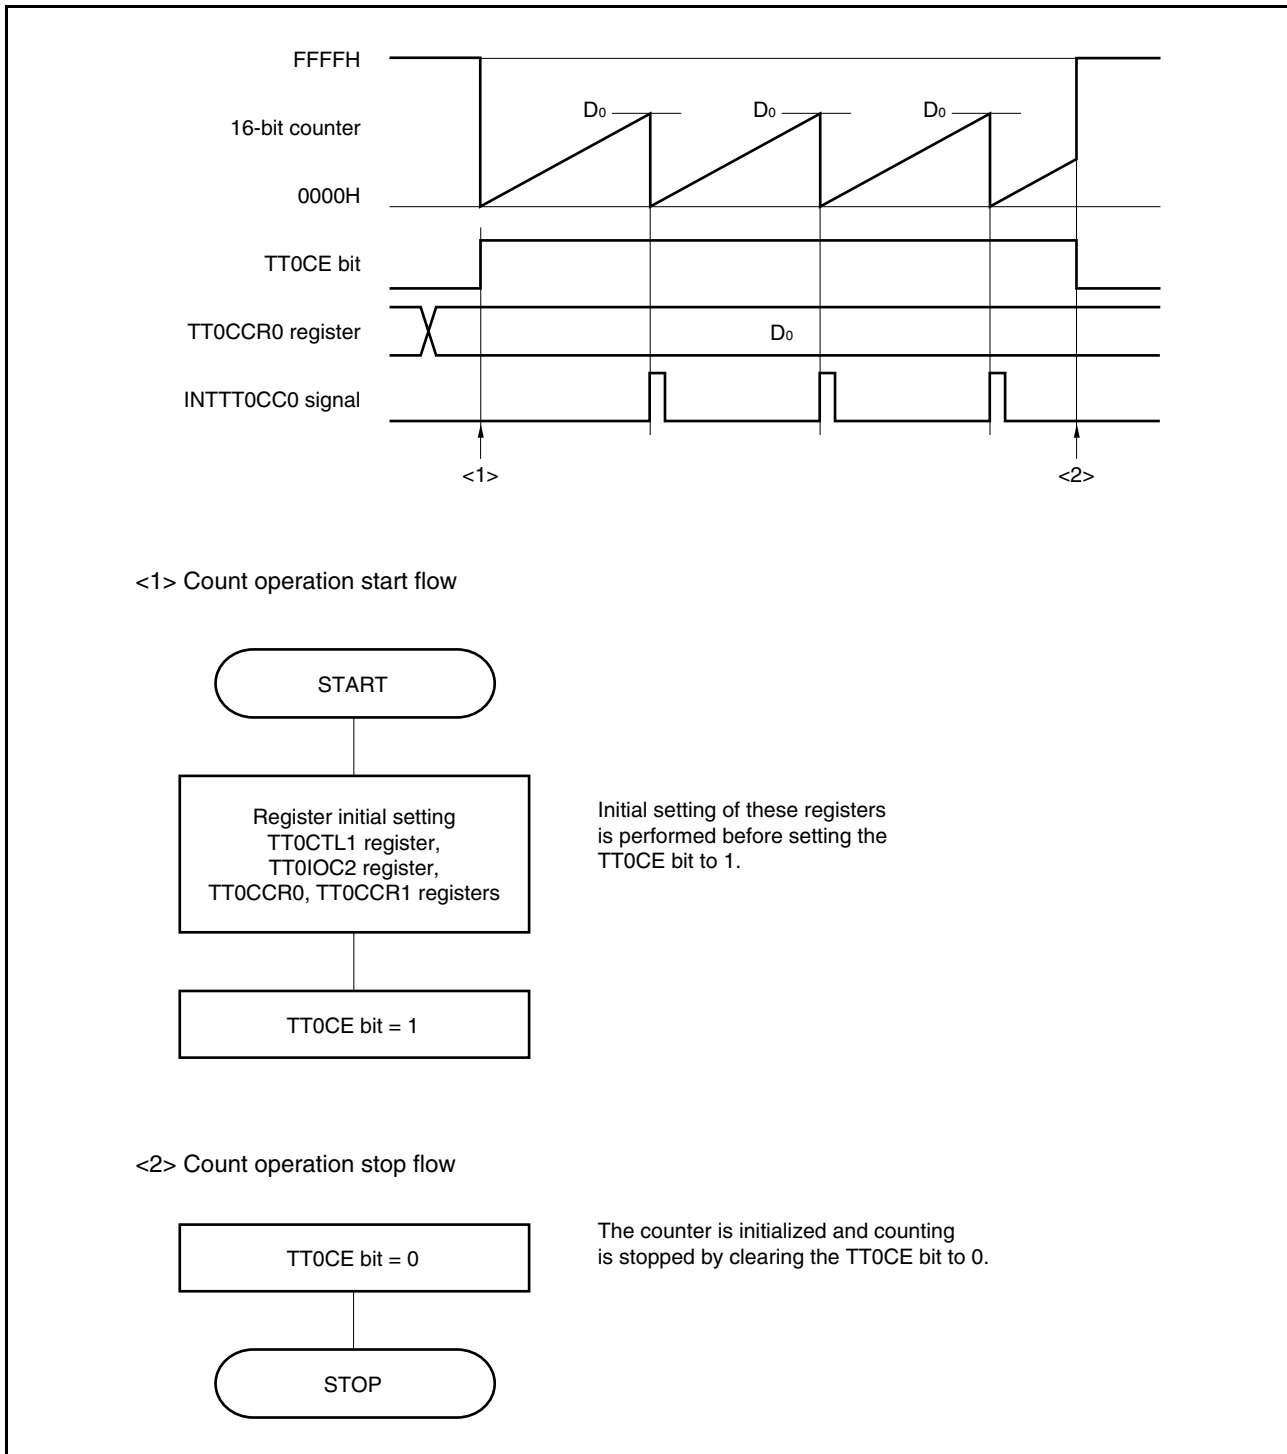 FFFFH
D0 D0 D0
16-bit counter
0000H
TT0CE bit
TT0CCR0 register D0
INTTT0CC0 signal
<1> <2>
<1> Count operation start flow
START
Register initial setting
TT0CTL1 register,
TT0IOC2 register,
TT0CCR0, TT0CCR1 registers
Initial setting of these registers
is performed before setting the
TT0CE bit to 1.
TT0CE bit = 1
<2> Count operation stop flow
TT0CE bit = 0
The counter is initialized and counting
is stopped by clearing the TT0CE bit to 0.
STOP